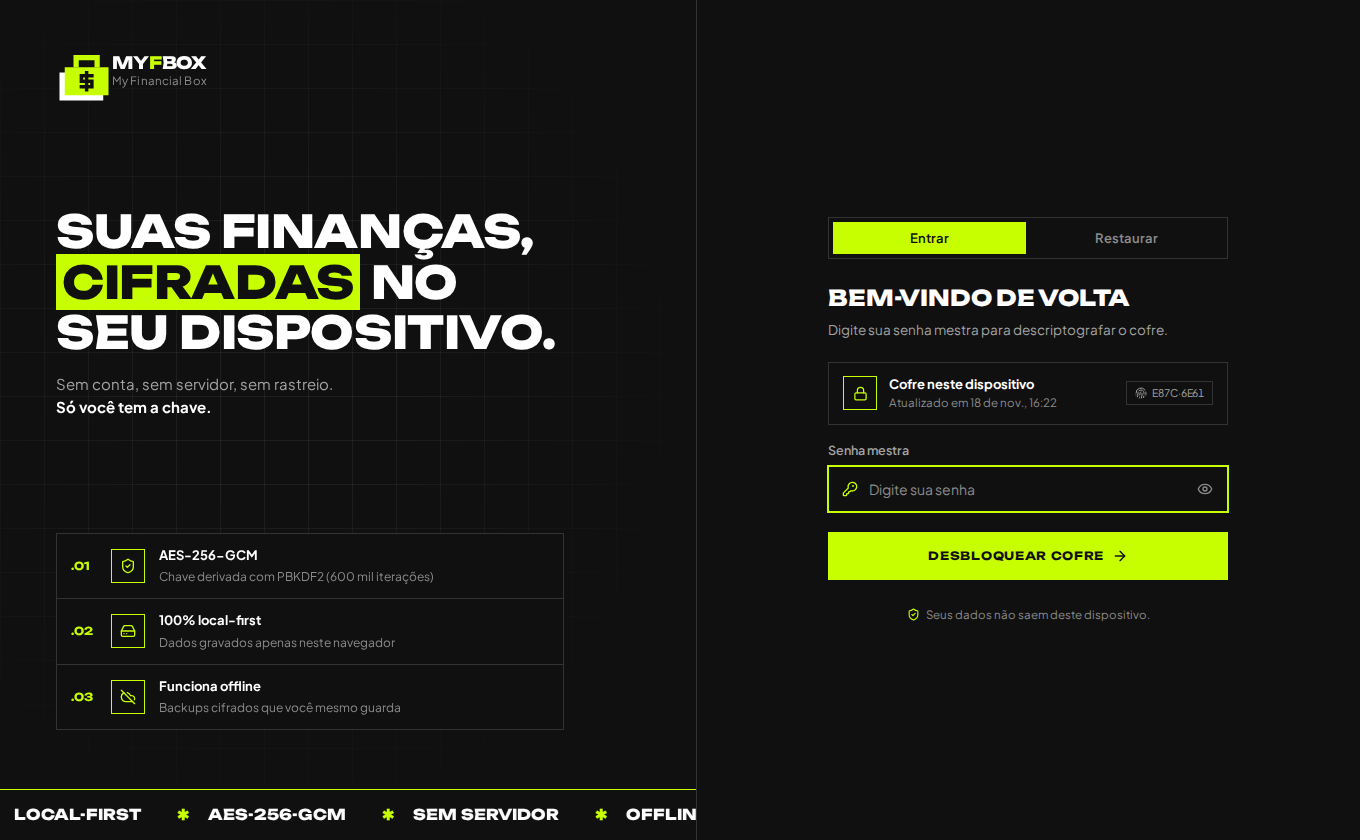 MYFBOX
My Financial Box
SUAS FINANÇAS,
CIFRADAS NO
SEU DISPOSITIVO.
Sem conta, sem servidor, sem rastreio.
Só você tem a chave.
.01
AES-256-GCM
Chave derivada com PBKDF2 (600 mil iterações)
.02
100% local-first
Dados gravados apenas neste navegador
.03
Funciona offline
Backups cifrados que você mesmo guarda
LOCAL-FIRST * AES-256-GCM * SEM SERVIDOR * OFFLIN
Entrar
Restaurar
BEM-VINDO DE VOLTA
Digite sua senha mestra para descriptografar o cofre.
Cofre neste dispositivo
Atualizado em 18 de nov., 16:22
E87C·6E61
Senha mestra
Digite sua senha
DESBLOQUEAR COFRE →
Seus dados não saem deste dispositivo.